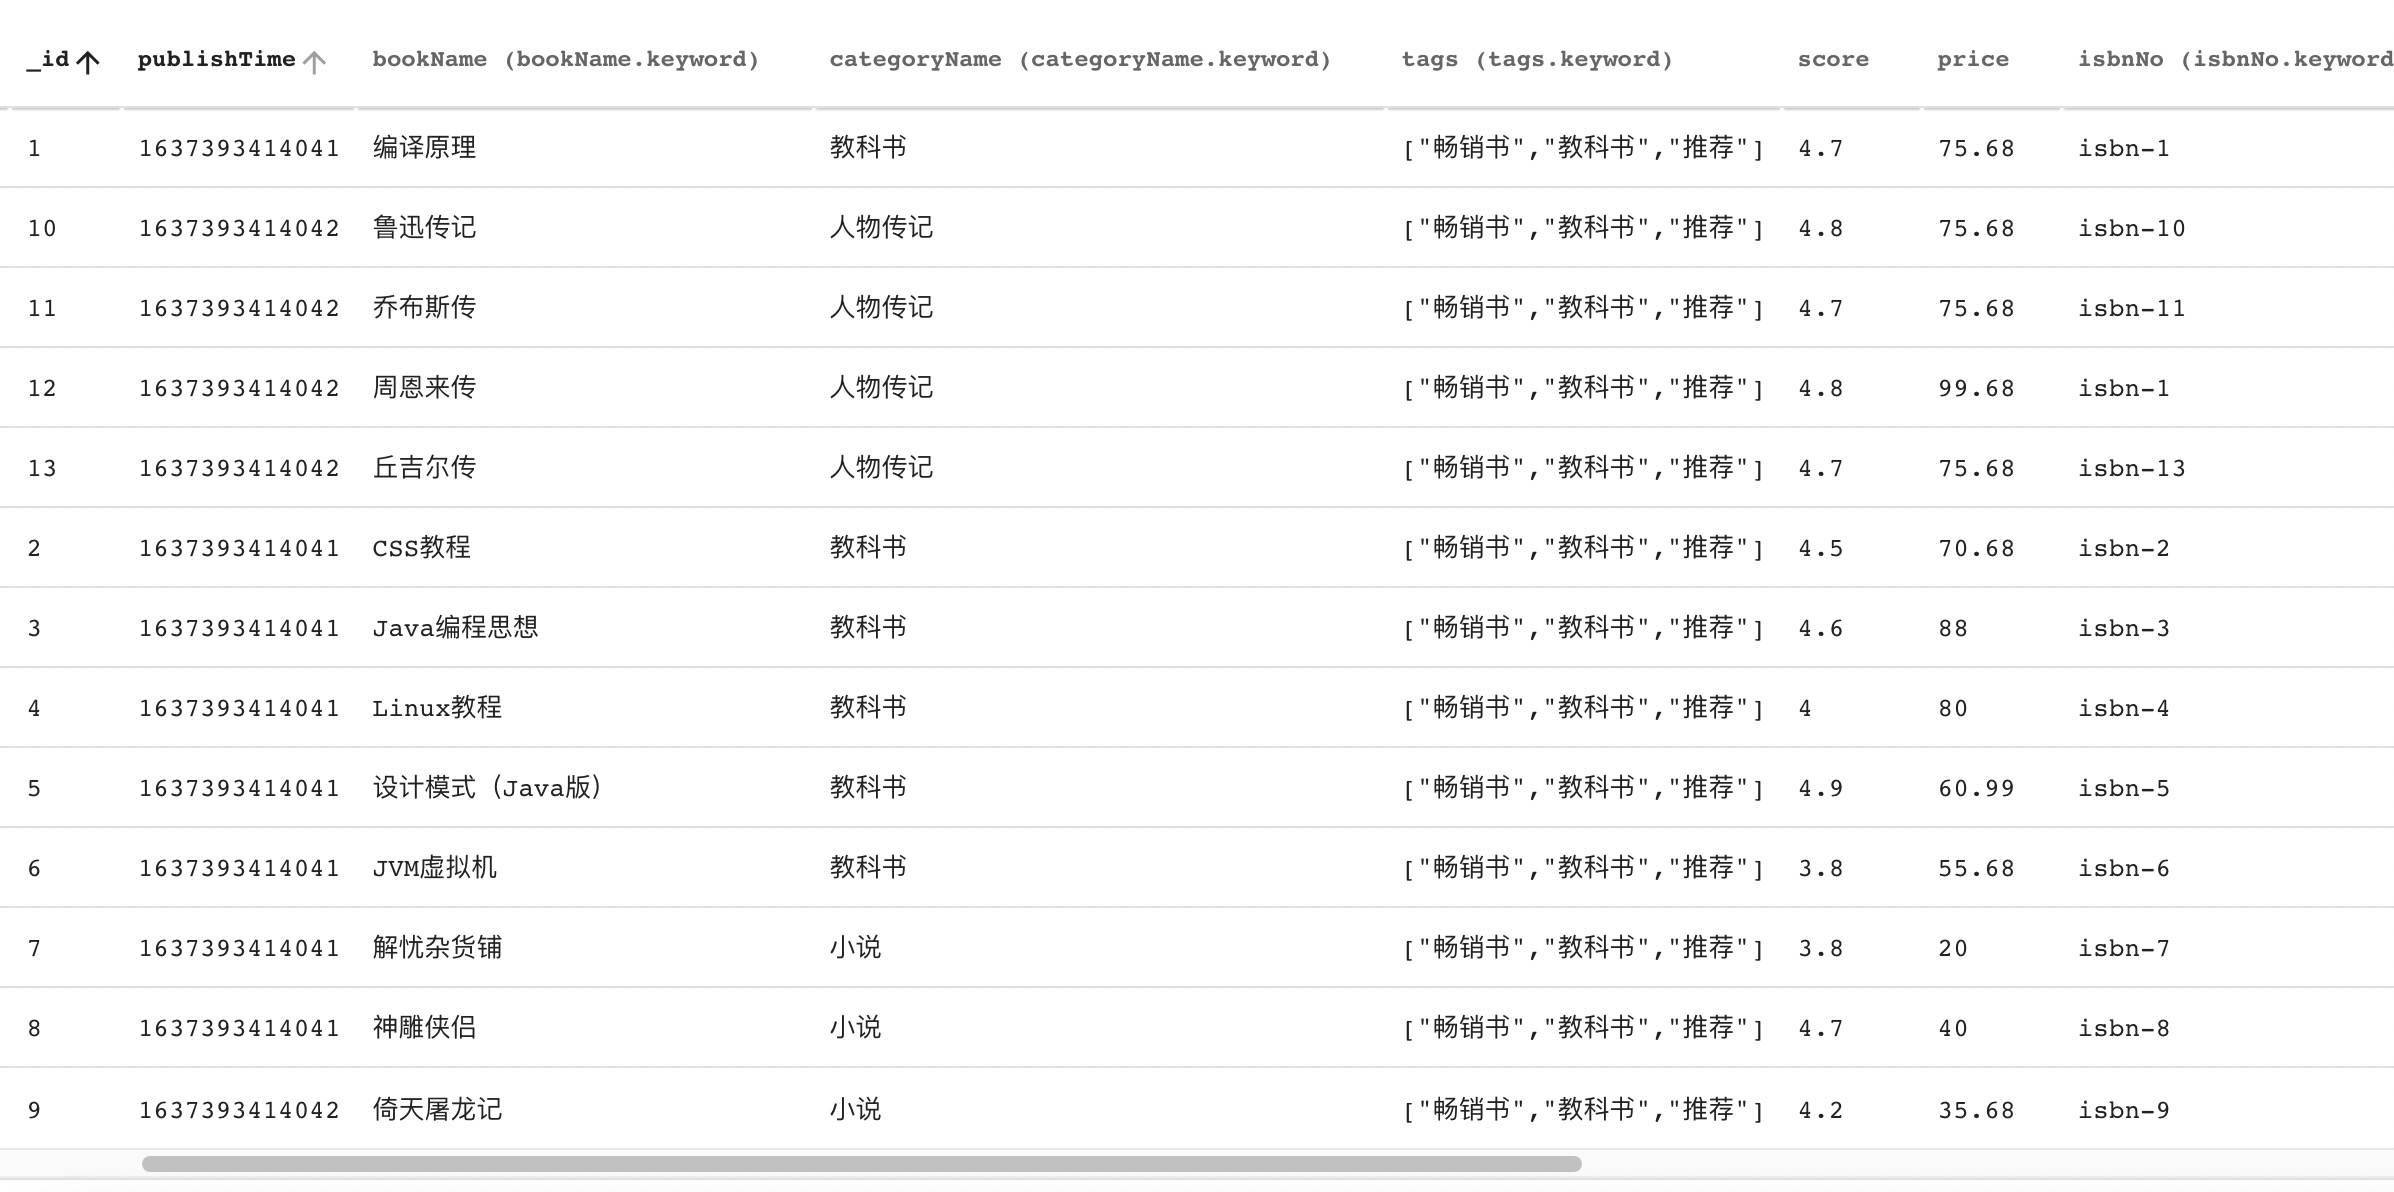 _id publishTime bookName (bookName.keyword) categoryName (categoryName.keyword) tags (tags.keyword) score price isbnNo (isbnNo.keyword
1 1637393414041 编译原理 教科书 ["畅销书","教科书","推荐"] 4.7 75.68 isbn-1
10 1637393414042 鲁迅传记 人物传记 ["畅销书","教科书","推荐"] 4.8 75.68 isbn-10
11 1637393414042 乔布斯传 人物传记 ["畅销书","教科书","推荐"] 4.7 75.68 isbn-11
12 1637393414042 周恩来传 人物传记 ["畅销书","教科书","推荐"] 4.8 99.68 isbn-1
13 1637393414042 丘吉尔传 人物传记 ["畅销书","教科书","推荐"] 4.7 75.68 isbn-13
2 1637393414041 CSS教程 教科书 ["畅销书","教科书","推荐"] 4.5 70.68 isbn-2
3 1637393414041 Java编程思想 教科书 ["畅销书","教科书","推荐"] 4.6 88 isbn-3
4 1637393414041 Linux教程 教科书 ["畅销书","教科书","推荐"] 4 80 isbn-4
5 1637393414041 设计模式（Java版） 教科书 ["畅销书","教科书","推荐"] 4.9 60.99 isbn-5
6 1637393414041 JVM虚拟机 教科书 ["畅销书","教科书","推荐"] 3.8 55.68 isbn-6
7 1637393414041 解忧杂货铺 小说 ["畅销书","教科书","推荐"] 3.8 20 isbn-7
8 1637393414041 神雕侠侣 小说 ["畅销书","教科书","推荐"] 4.7 40 isbn-8
9 1637393414042 倚天屠龙记 小说 ["畅销书","教科书","推荐"] 4.2 35.68 isbn-9